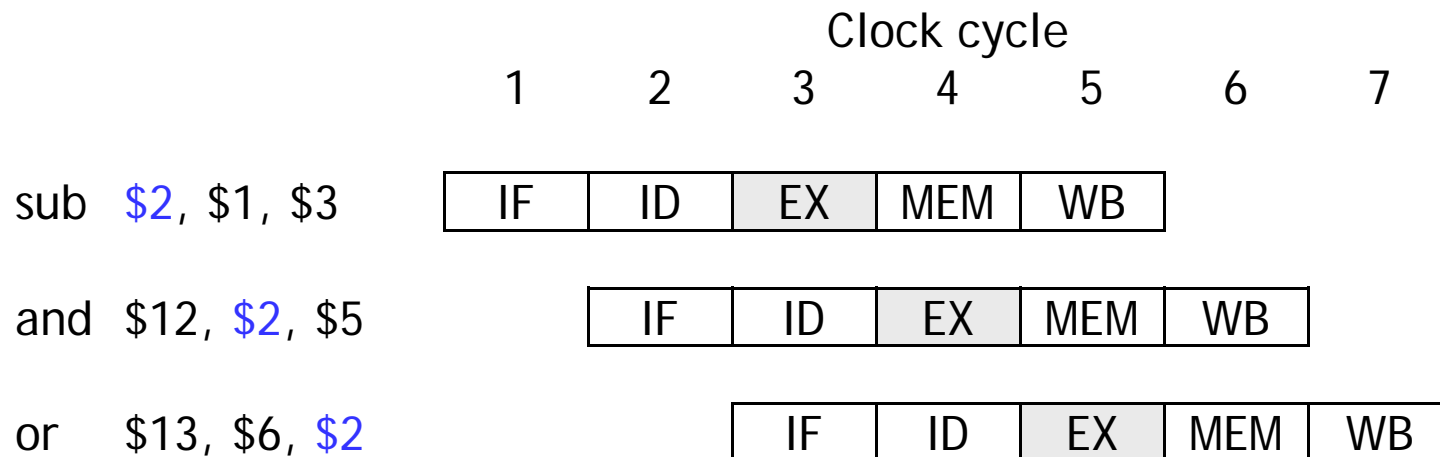 Clock cycle
1 2 3 4 5 6 7
sub $2, $1, $3 IF ID EX MEM WB
and $12, $2, $5 IF ID EX MEM WB
or $13, $6, $2 IF ID EX MEM WB